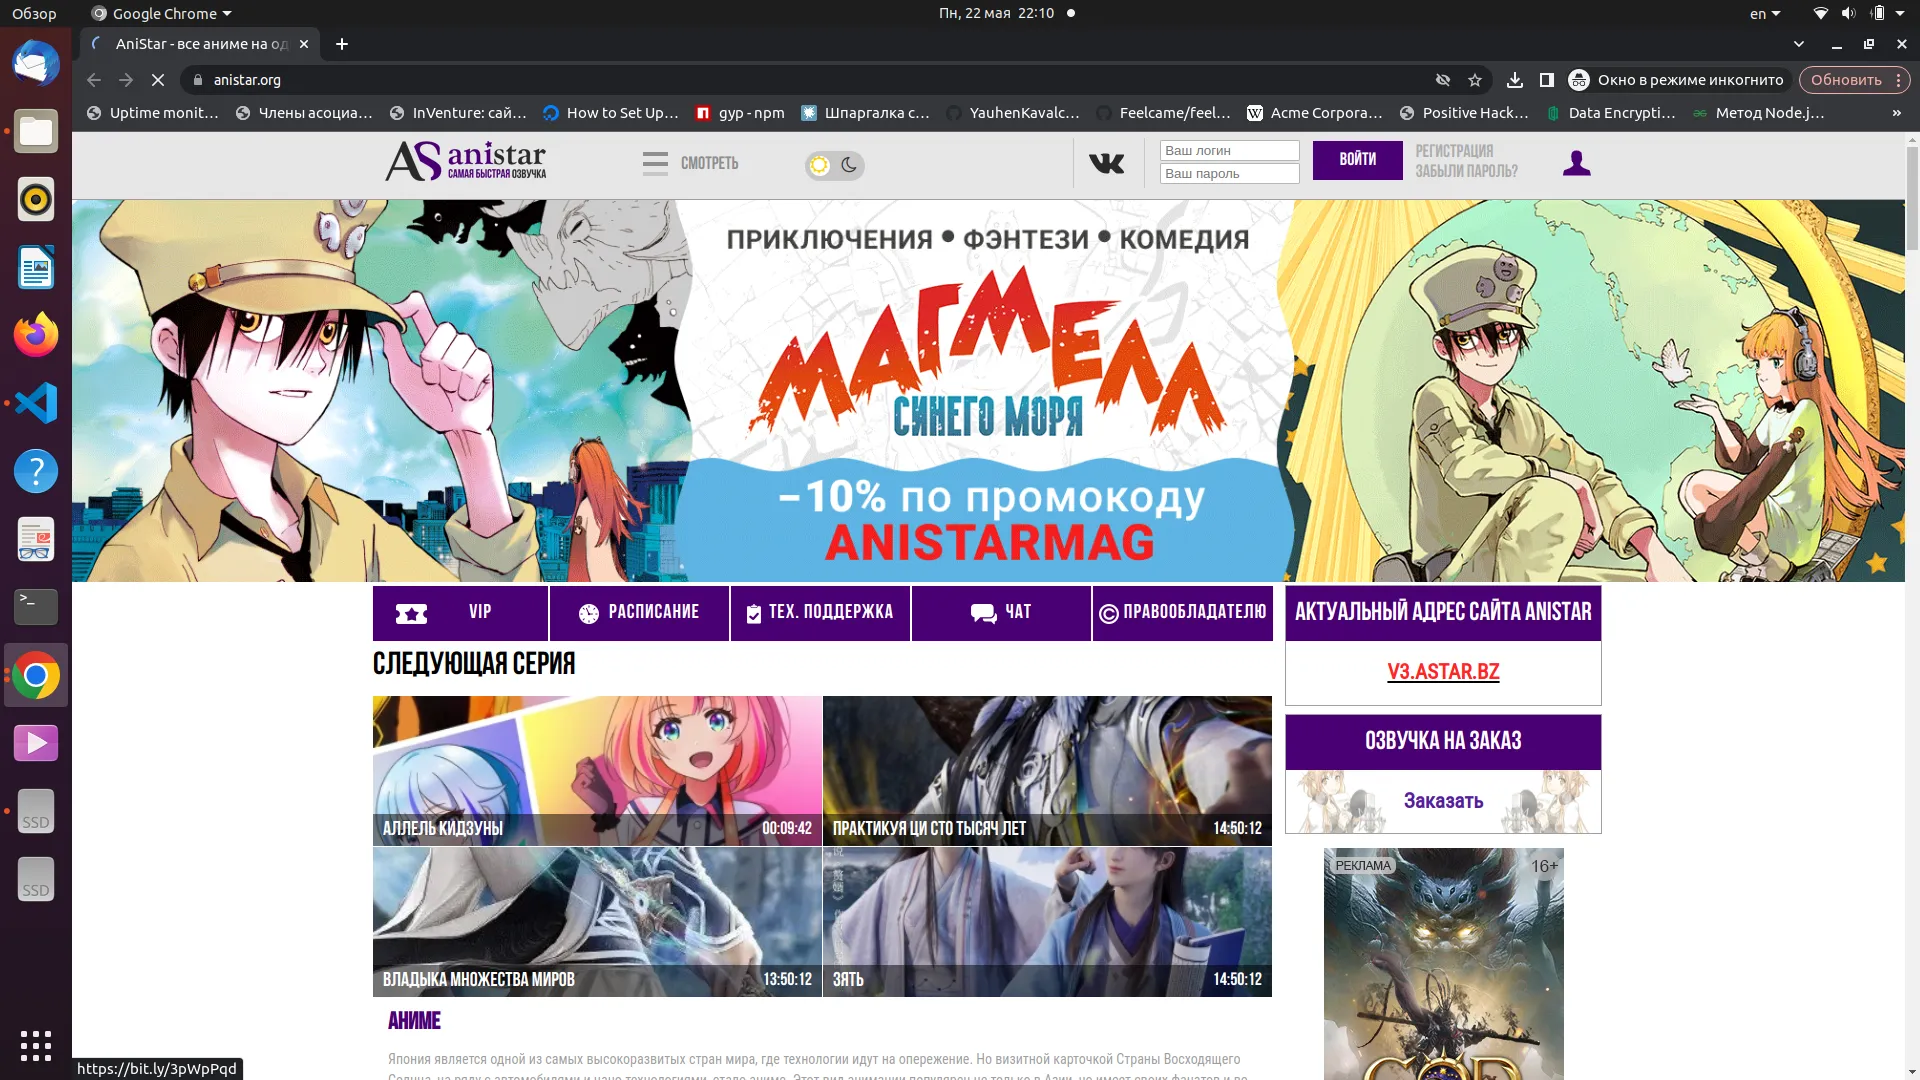 Обзор
Google Chrome
Пн, 22 мая 22:10
en
AniStar - все аниме на од
anistar.org
Окно в режиме инкогнито
Обновить
Uptime monit...
Члены асоциа...
InVenture: сай...
How to Set Up...
gyp - npm
Шпаргалка с...
YauhenKavalc...
Feelcame/feel...
Acme Corpora...
Positive Hack...
Data Encrypti...
Метод Node.j...
»
AS anistar
САМАЯ БЫСТРАЯ ОЗВУЧКА
СМОТРЕТЬ
Ваш логин
Ваш пароль
ВОЙТИ
РЕГИСТРАЦИЯ
ЗАБЫЛИ ПАРОЛЬ?
ПРИКЛЮЧЕНИЯ • ФЭНТЕЗИ • КОМЕДИЯ
МАГМЕЛЛ
СИНЕГО МОРЯ
–10% по промокоду
ANISTARMAG
VIP
РАСПИСАНИЕ
ТЕХ. ПОДДЕРЖКА
ЧАТ
© ПРАВООБЛАДАТЕЛЮ
АКТУАЛЬНЫЙ АДРЕС САЙТА ANISTAR
V3.ASTAR.BZ
СЛЕДУЮЩАЯ СЕРИЯ
ОЗВУЧКА НА ЗАКАЗ
Заказать
АЛЛЕЛЬ КИДЗУНЫ
00:09:42
ПРАКТИКУЯ ЦИ СТО ТЫСЯЧ ЛЕТ
14:50:12
ВЛАДЫКА МНОЖЕСТВА МИРОВ
13:50:12
ЗЯТЬ
14:50:12
РЕКЛАМА
16+
АНИМЕ
Япония является одной из самых высокоразвитых стран мира, где технологии идут на опережение. Но визитной карточкой Страны Восходящего
SSD
SSD
https://bit.ly/3pWpPqd